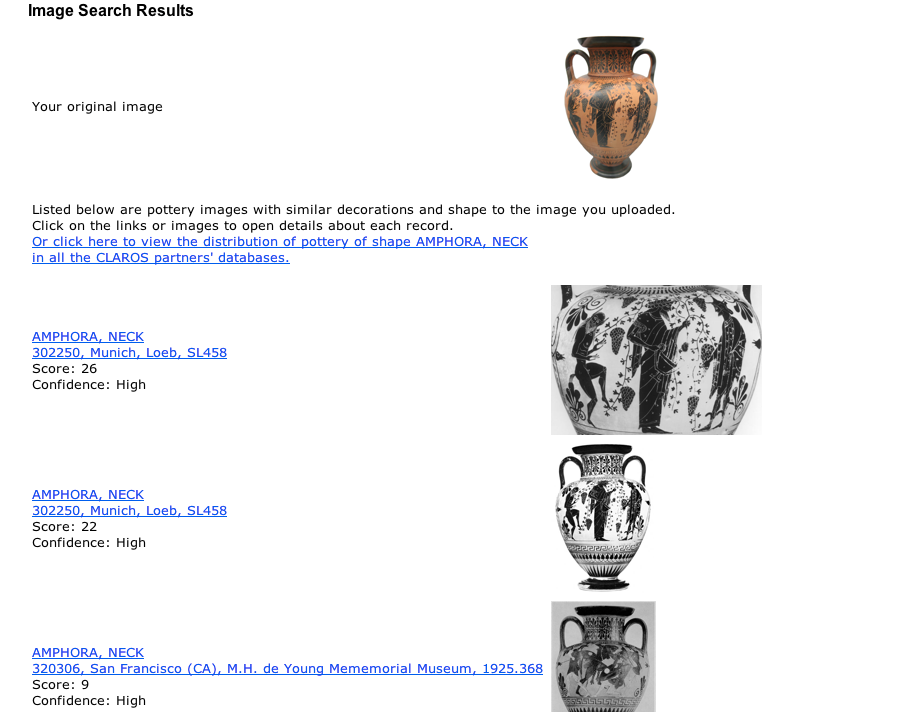 Image Search Results
Your original image
Listed below are pottery images with similar decorations and shape to the image you uploaded.
Click on the links or images to open details about each record.
Or click here to view the distribution of pottery of shape AMPHORA, NECK
in all the CLAROS partners' databases.
AMPHORA, NECK
302250, Munich, Loeb, SL458
Score: 26
Confidence: High
AMPHORA, NECK
302250, Munich, Loeb, SL458
Score: 22
Confidence: High
AMPHORA, NECK
320306, San Francisco (CA), M.H. de Young Mememorial Museum, 1925.368
Score: 9
Confidence: High